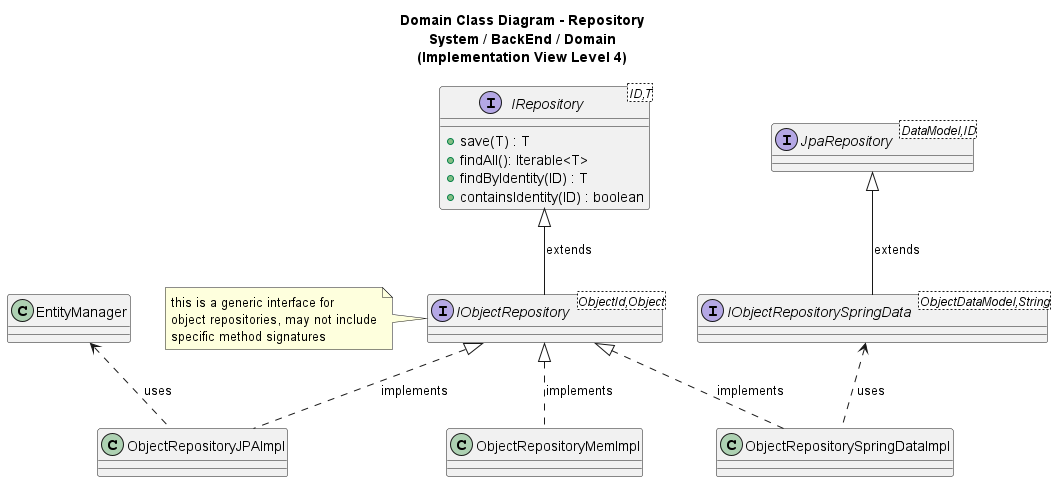 Domain Class Diagram - Repository
System / BackEnd / Domain
(Implementation View Level 4)
I
IRepository
ID,T
save(T) : T
findAll(): Iterable<T>
findByIdentity(ID) : T
containsIdentity(ID) : boolean
I
JpaRepository
DataModel,ID
extends
extends
C
EntityManager
this is a generic interface for
object repositories, may not include
specific method signatures
I
IObjectRepository
ObjectId,Object
I
IObjectRepositorySpringData
ObjectDataModel,String
uses
implements
implements
implements
uses
C
ObjectRepositoryJPAImpl
C
ObjectRepositoryMemImpl
C
ObjectRepositorySpringDataImpl